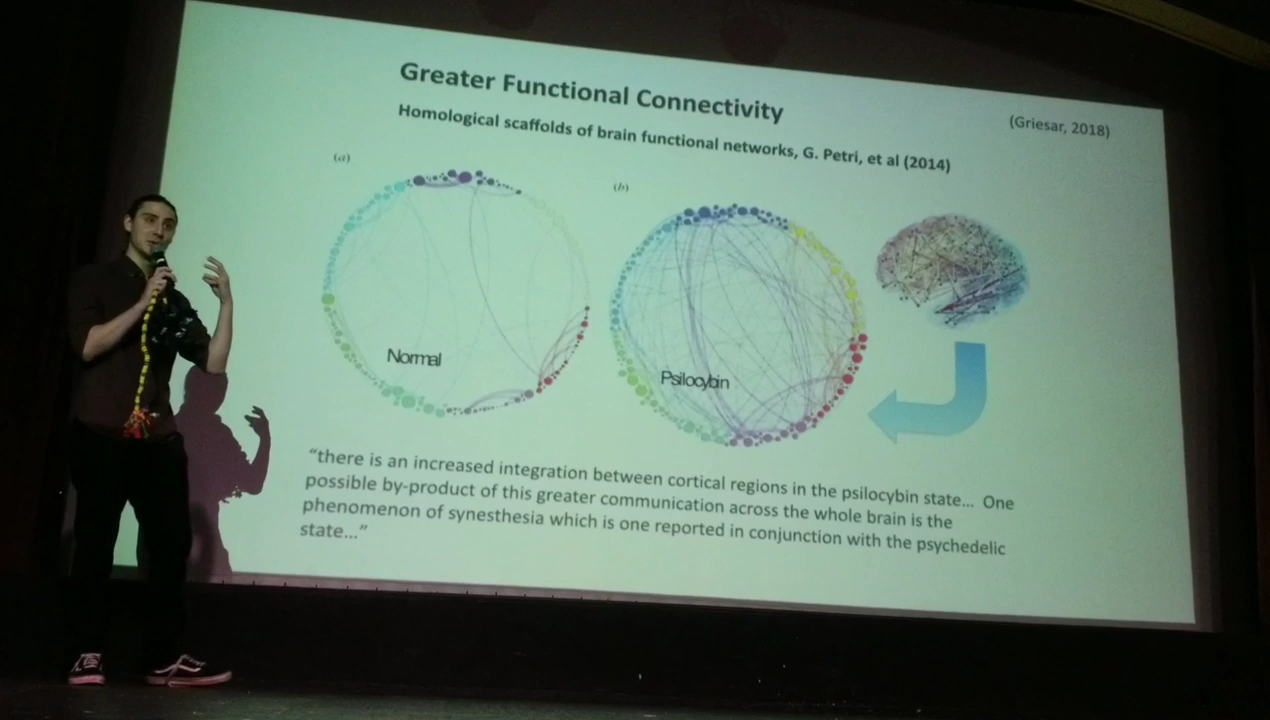 Greater Functional Connectivity
(Griesar, 2018)
Homological scaffolds of brain functional networks, G. Petri, et al (2014)
(a)
(b)
Normal
Psilocybin
“there is an increased integration between cortical regions in the psilocybin state... One
possible by-product of this greater communication across the whole brain is the
phenomenon of synesthesia which is one reported in conjunction with the psychedelic
state...”